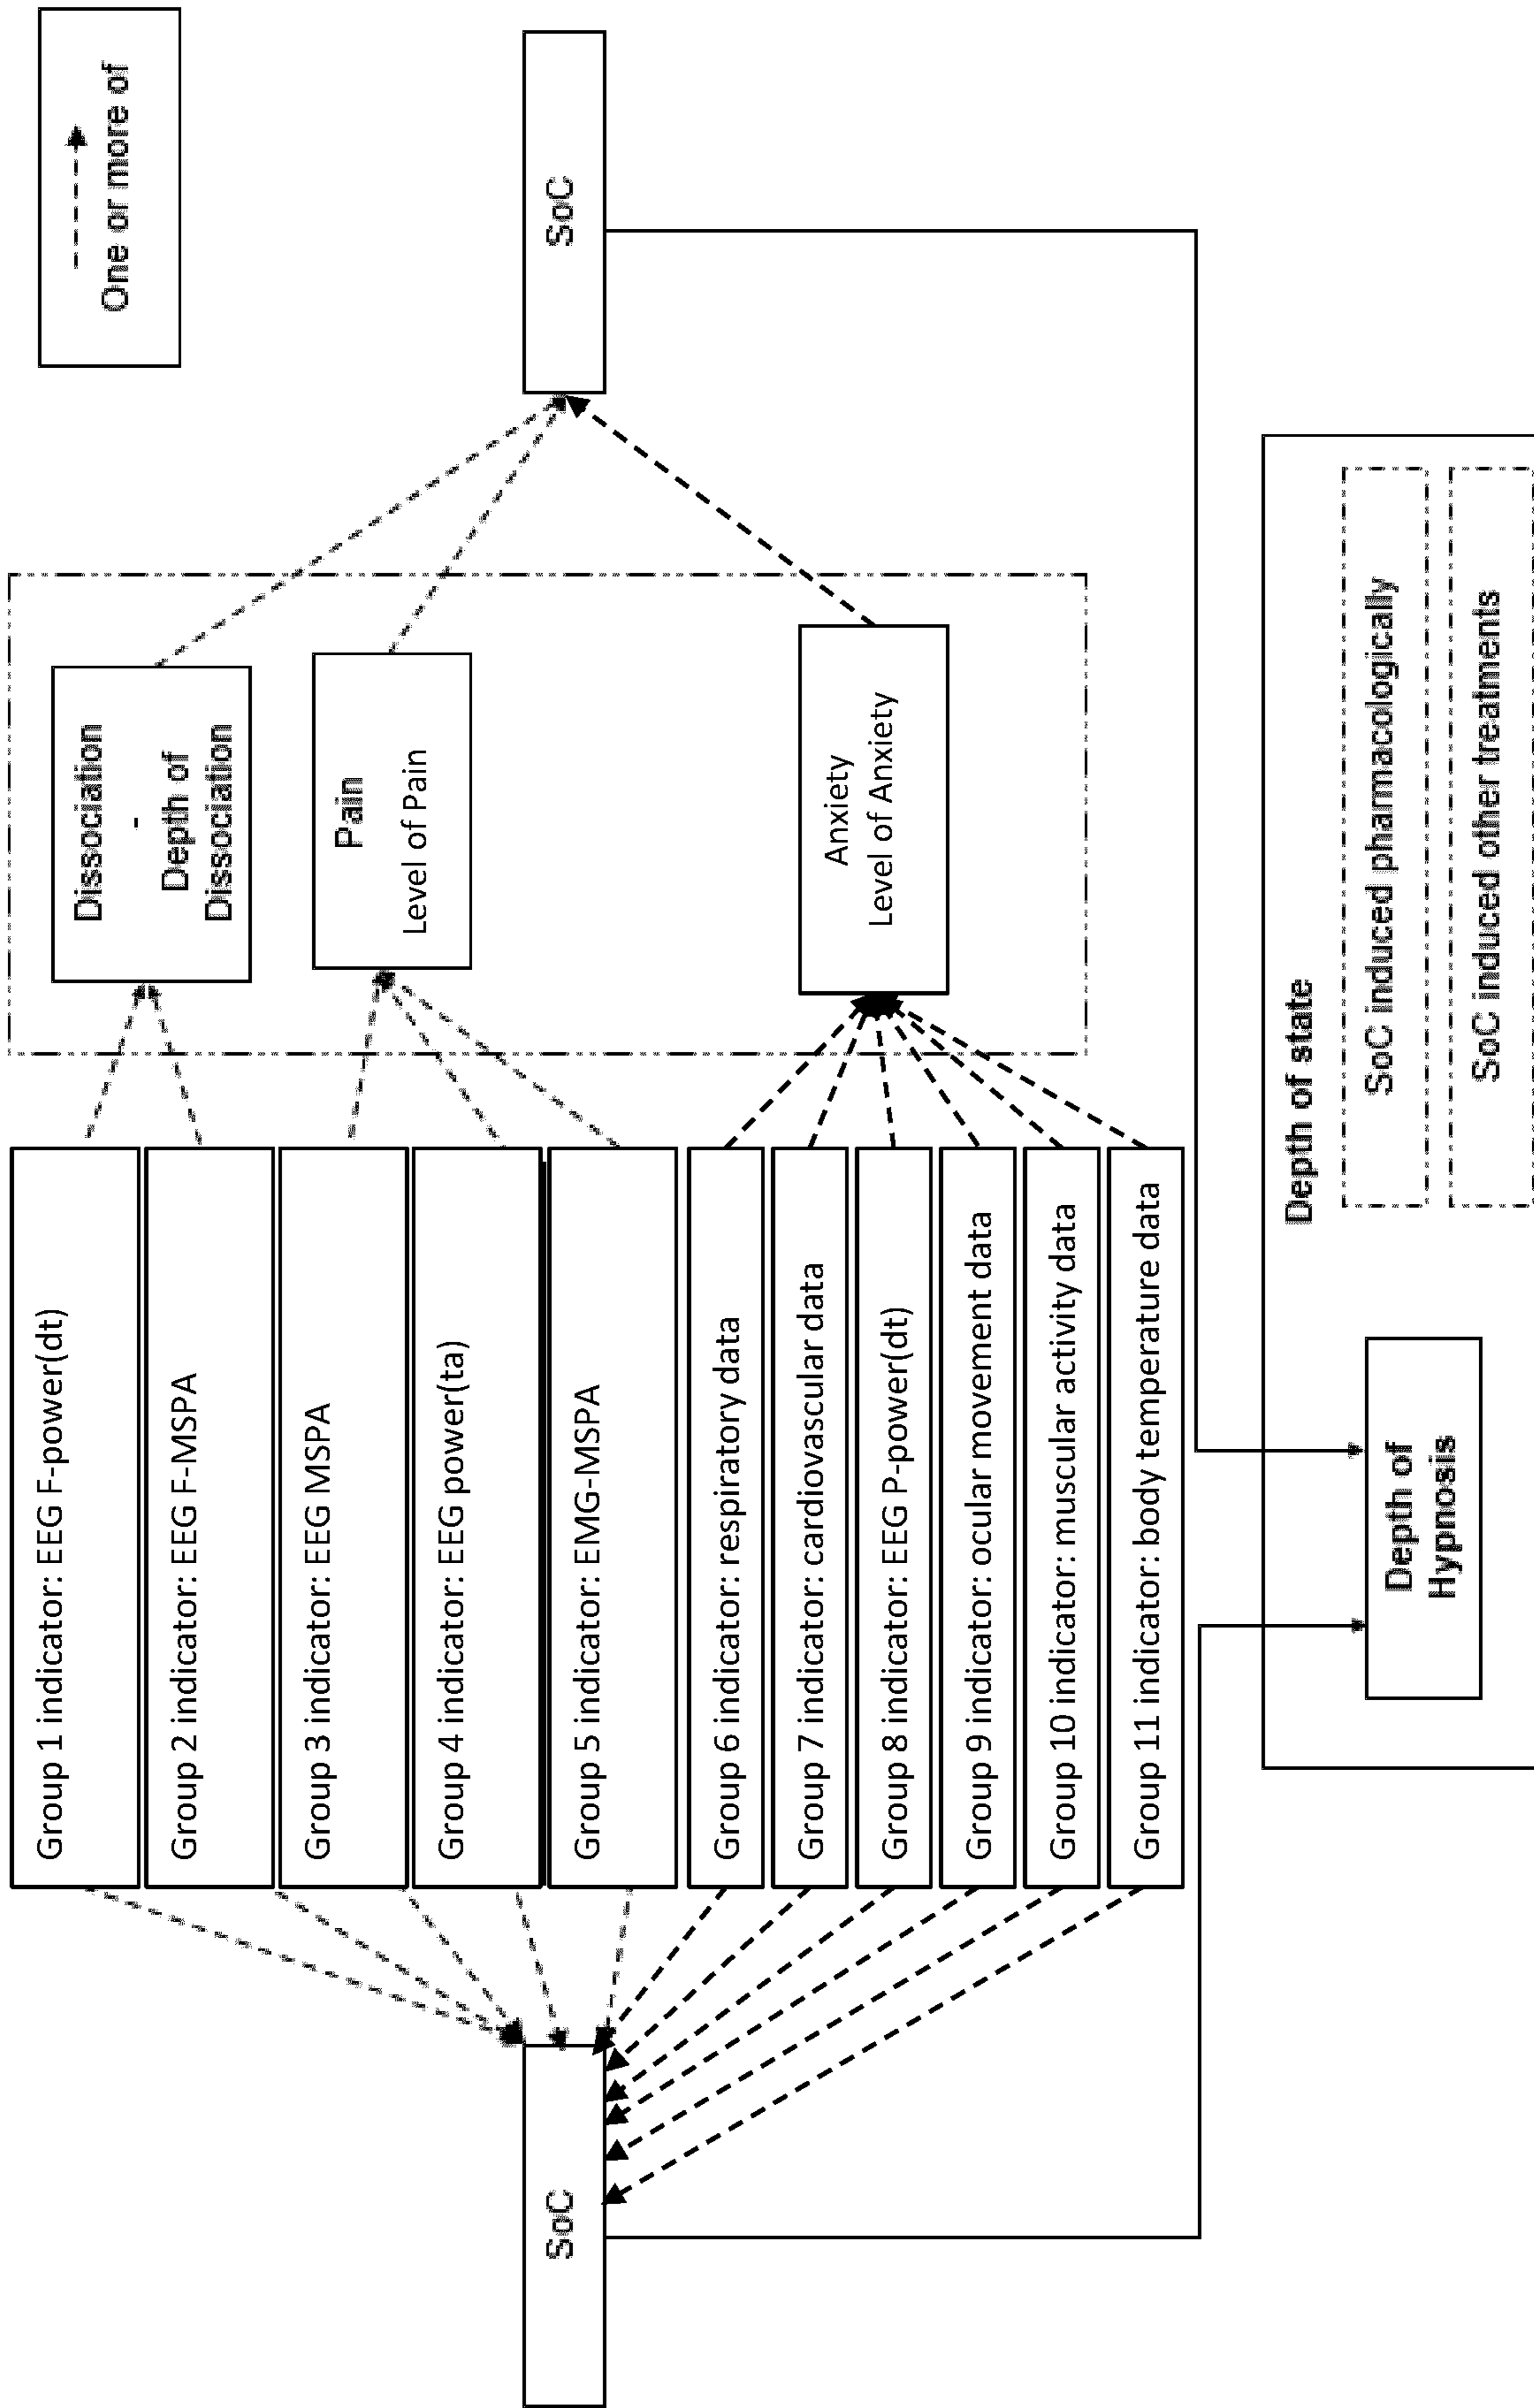 One or more of
SoC
Dissociation
-
Depth of
Dissociation
Pain
Level of Pain
Anxiety
Level of Anxiety
Group 1 indicator: EEG F-power(dt)
Group 2 indicator: EEG F-MSPA
Group 3 indicator: EEG MSPA
Group 4 indicator: EEG power(ta)
Group 5 indicator: EMG-MSPA
Group 6 indicator: respiratory data
Group 7 indicator: cardiovascular data
Group 8 indicator: EEG P-power(dt)
Group 9 indicator: ocular movement data
Group 10 indicator: muscular activity data
Group 11 indicator: body temperature data
SoC
Depth of state
Depth of
Hypnosis
SoC induced pharmacologically
SoC induced other treatments